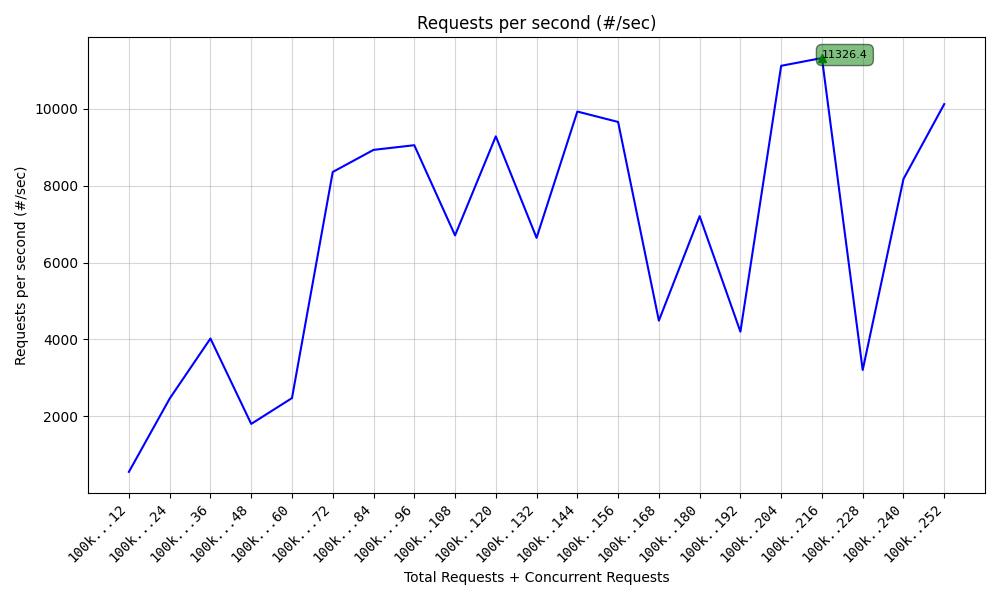 Requests per second (#/sec)
11326.4
10000
8000
6000
4000
2000
Requests per second (#/sec)
100k...12
100k...24
100k...36
100k...48
100k...60
100k...72
100k...84
100k...96
100k..108
100k..120
100k..132
100k..144
100k..156
100k..168
100k..180
100k..192
100k..204
100k..216
100k..228
100k..240
100k..252
Total Requests + Concurrent Requests